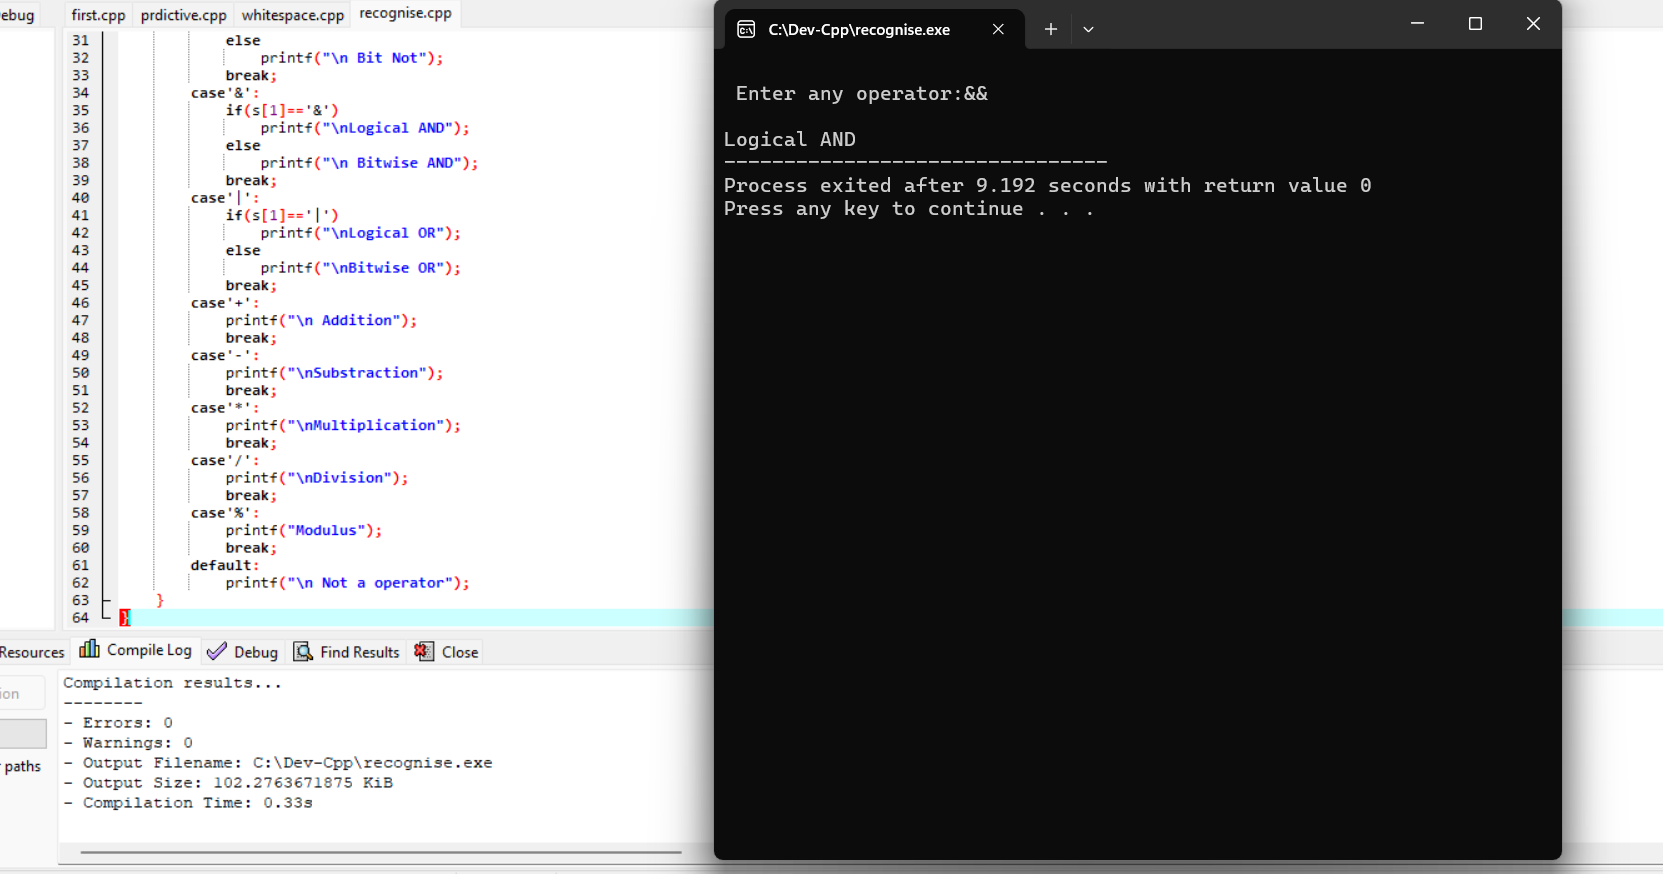 ebug
first.cpp prdictive.cpp whitespace.cpp recognise.cpp
31 else
32 printf("\n Bit Not");
33 break;
34 case'&':
35 if(s[1]=='&')
36 printf("\nLogical AND");
37 else
38 printf("\n Bitwise AND");
39 break;
40 case'|':
41 if(s[1]=='|')
42 printf("\nLogical OR");
43 else
44 printf("\nBitwise OR");
45 break;
46 case'+':
47 printf("\n Addition");
48 break;
49 case'-':
50 printf("\nSubstraction");
51 break;
52 case'*':
53 printf("\nMultiplication");
54 break;
55 case'/':
56 printf("\nDivision");
57 break;
58 case'%':
59 printf("Modulus");
60 break;
61 default:
62 printf("\n Not a operator");
63 }
64 }
Resources Compile Log Debug Find Results Close
ion
paths
Compilation results...
--------
- Errors: 0
- Warnings: 0
- Output Filename: C:\Dev-Cpp\recognise.exe
- Output Size: 102.2763671875 KiB
- Compilation Time: 0.33s
C:\Dev-Cpp\recognise.exe
Enter any operator:&&
Logical AND
--------------------------------
Process exited after 9.192 seconds with return value 0
Press any key to continue . . .